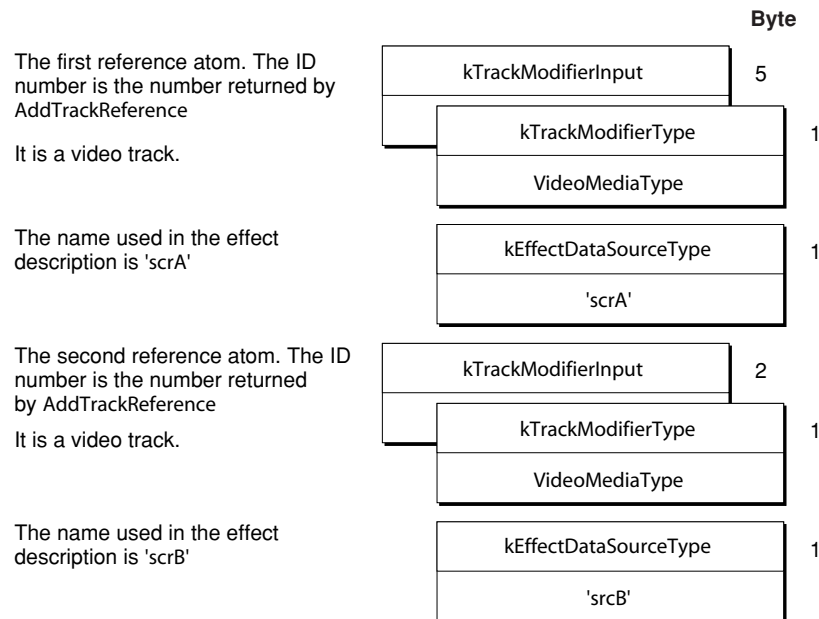 Byte
The first reference atom. The ID
number is the number returned by
AddTrackReference
It is a video track.
kTrackModifierInput
5
kTrackModifierType
1
VideoMediaType
The name used in the effect
description is 'scrA'
kEffectDataSourceType
1
'scrA'
The second reference atom. The ID
number is the number returned
by AddTrackReference
It is a video track.
kTrackModifierInput
2
kTrackModifierType
1
VideoMediaType
The name used in the effect
description is 'scrB'
kEffectDataSourceType
1
'srcB'